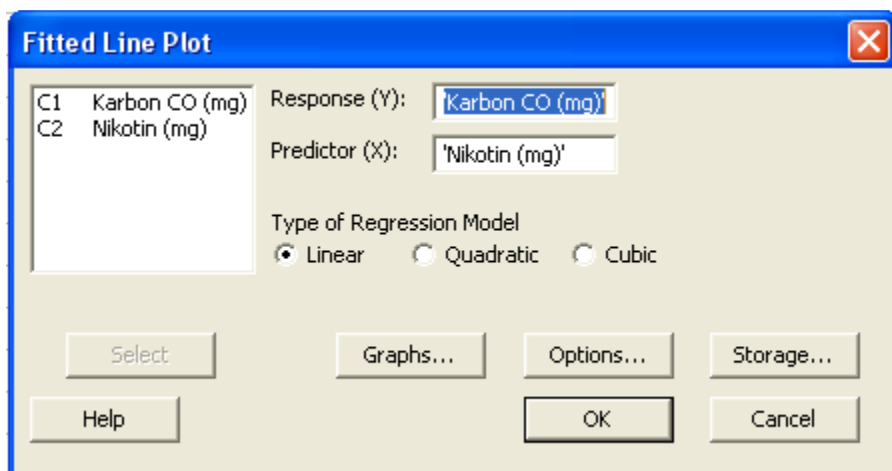 Fitted Line Plot
C1 Karbon CO (mg)
C2 Nikotin (mg)
Response (Y): 'Karbon CO (mg)'
Predictor (X): 'Nikotin (mg)'
Type of Regression Model
Linear Quadratic Cubic
Select Graphs... Options... Storage...
Help OK Cancel